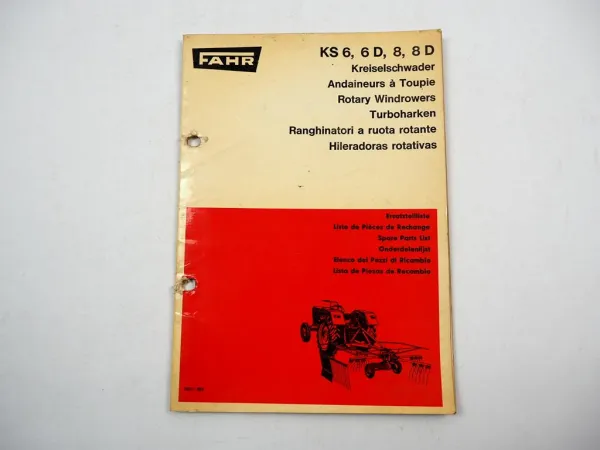 FAHR
KS 6, 6 D, 8, 8 D
Kreiselschwader
Andaineurs à Toupie
Rotary Windrowers
Turboharken
Ranghinatori a ruota rotante
Hileradoras rotativas
Ersatzteilliste
Liste de Pièces de Rechange
Spare Parts List
Onderdelenlijst
Elenco dei Pezzi di Ricambio
Lista de Piezas de Recambio